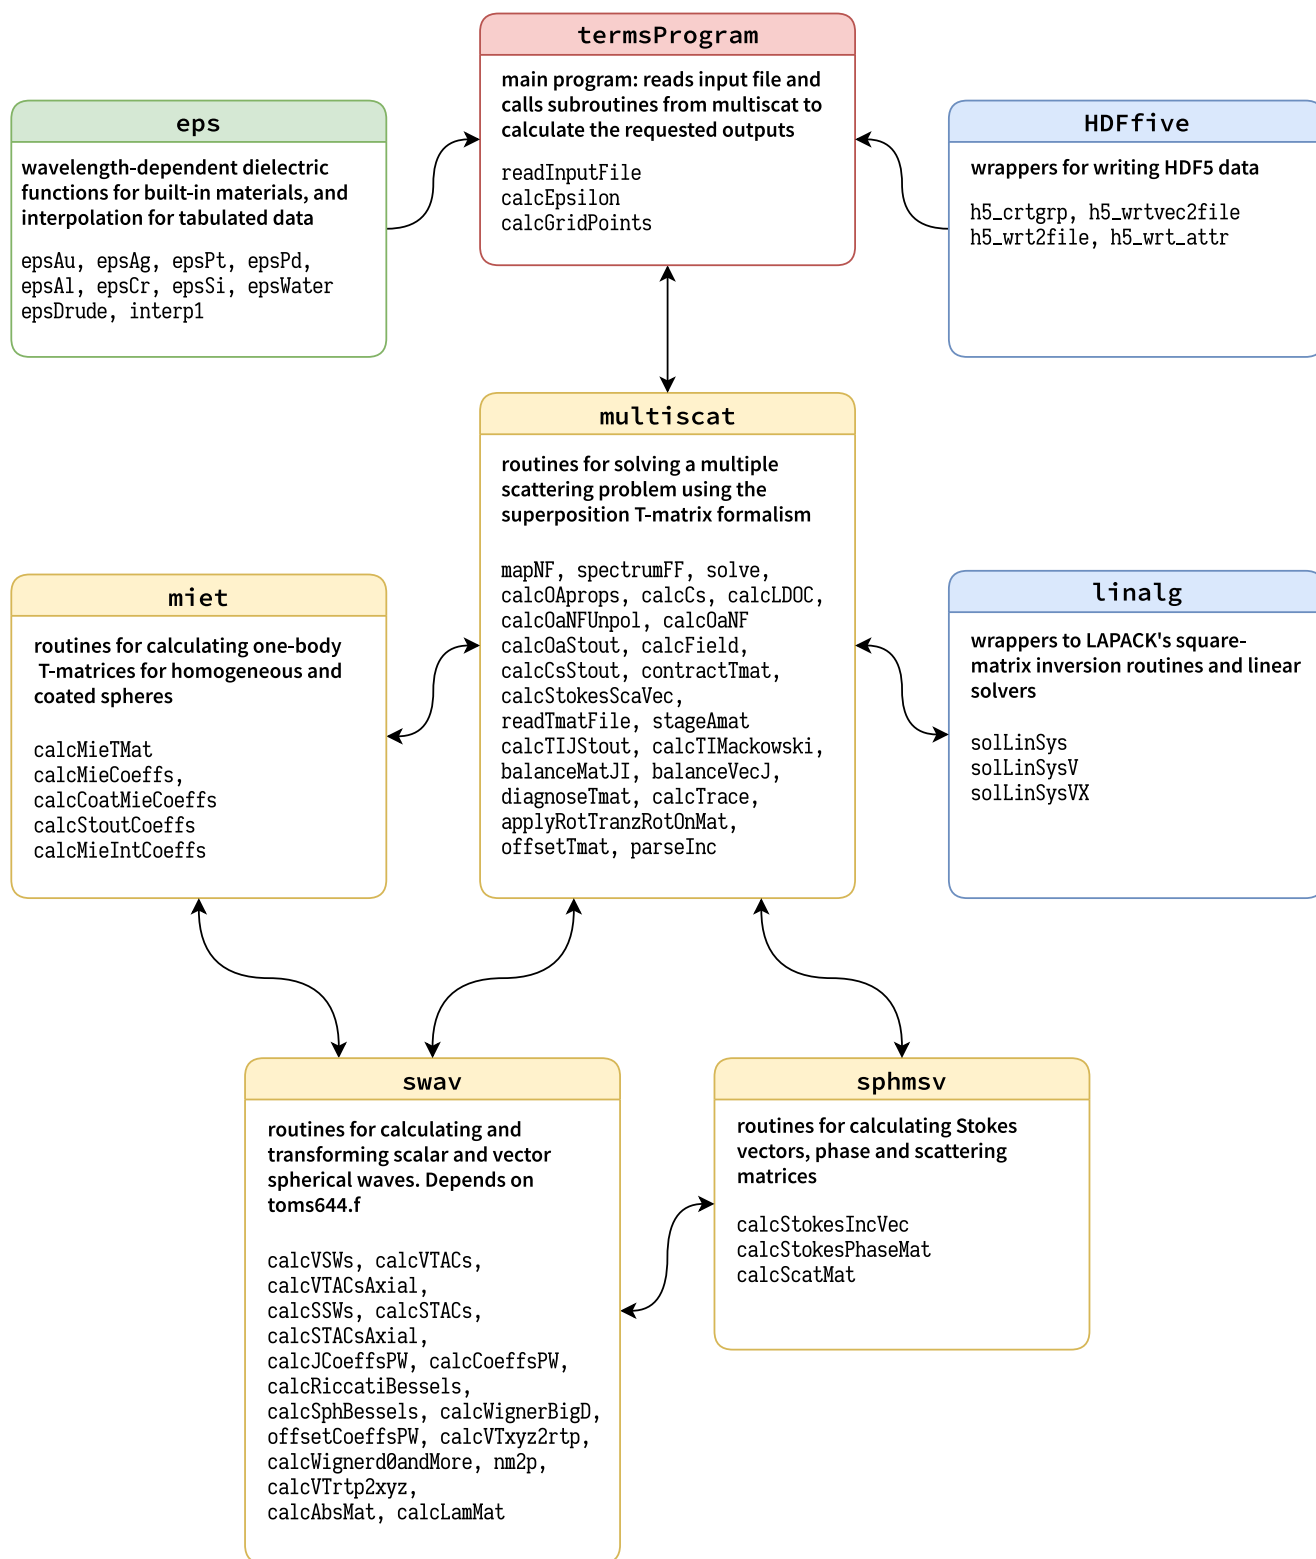 termsProgram
main program: reads input file and
calls subroutines from multiscat to
calculate the requested outputs
readInputFile
calcEpsilon
calcGridPoints
eps
wavelength-dependent dielectric
functions for built-in materials, and
interpolation for tabulated data
epsAu, epsAg, epsPt, epsPd,
epsAl, epsCr, epsSi, epsWater
epsDrude, interp1
HDFfive
wrappers for writing HDF5 data
h5_crtgrp, h5_wrtvec2file
h5_wrt2file, h5_wrt_attr
multiscat
routines for solving a multiple
scattering problem using the
superposition T-matrix formalism
mapNF, spectrumFF, solve,
calcOAprops, calcCs, calcLDOC,
calcOaNFUnpol, calcOaNF
calcOaStout, calcField,
calcCsStout, contractTmat,
calcStokesScaVec,
readTmatFile, stageAmat
calcTIJStout, calcTIMackowski,
balanceMatJI, balanceVecJ,
diagnoseTmat, calcTrace,
applyRotTranzRotOnMat,
offsetTmat, parseInc
miet
routines for calculating one-body
T-matrices for homogeneous and
coated spheres
calcMieTMat
calcMieCoeffs,
calcCoatMieCoeffs
calcStoutCoeffs
calcMieIntCoeffs
linalg
wrappers to LAPACK's square-
matrix inversion routines and linear
solvers
solLinSys
solLinSysV
solLinSysVX
swav
routines for calculating and
transforming scalar and vector
spherical waves. Depends on
toms644.f
calcVSWs, calcVTACs,
calcVTACsAxial,
calcSSWs, calcSTACs,
calcSTACsAxial,
calcJCoeffsPW, calcCoeffsPW,
calcRiccatiBessels,
calcSphBessels, calcWignerBigD,
offsetCoeffsPW, calcVTxyz2rtp,
calcWignerd0andMore, nm2p,
calcVTrtp2xyz,
calcAbsMat, calcLamMat
sphmsv
routines for calculating Stokes
vectors, phase and scattering
matrices
calcStokesIncVec
calcStokesPhaseMat
calcScatMat